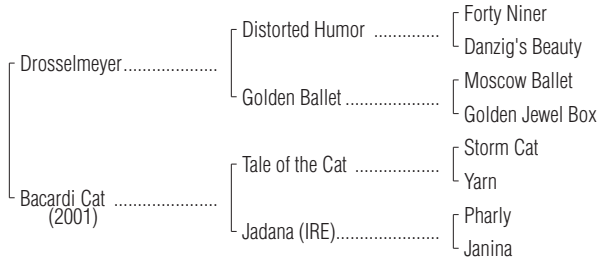 Forty Niner
Distorted Humor ..............
Danzig's Beauty
Drosselmeyer....................
Moscow Ballet
Golden Ballet ....................
Golden Jewel Box
Storm Cat
Tale of the Cat ..................
Yarn
Bacardi Cat ......................
(2001)
Pharly
Jadana (IRE)......................
Janina